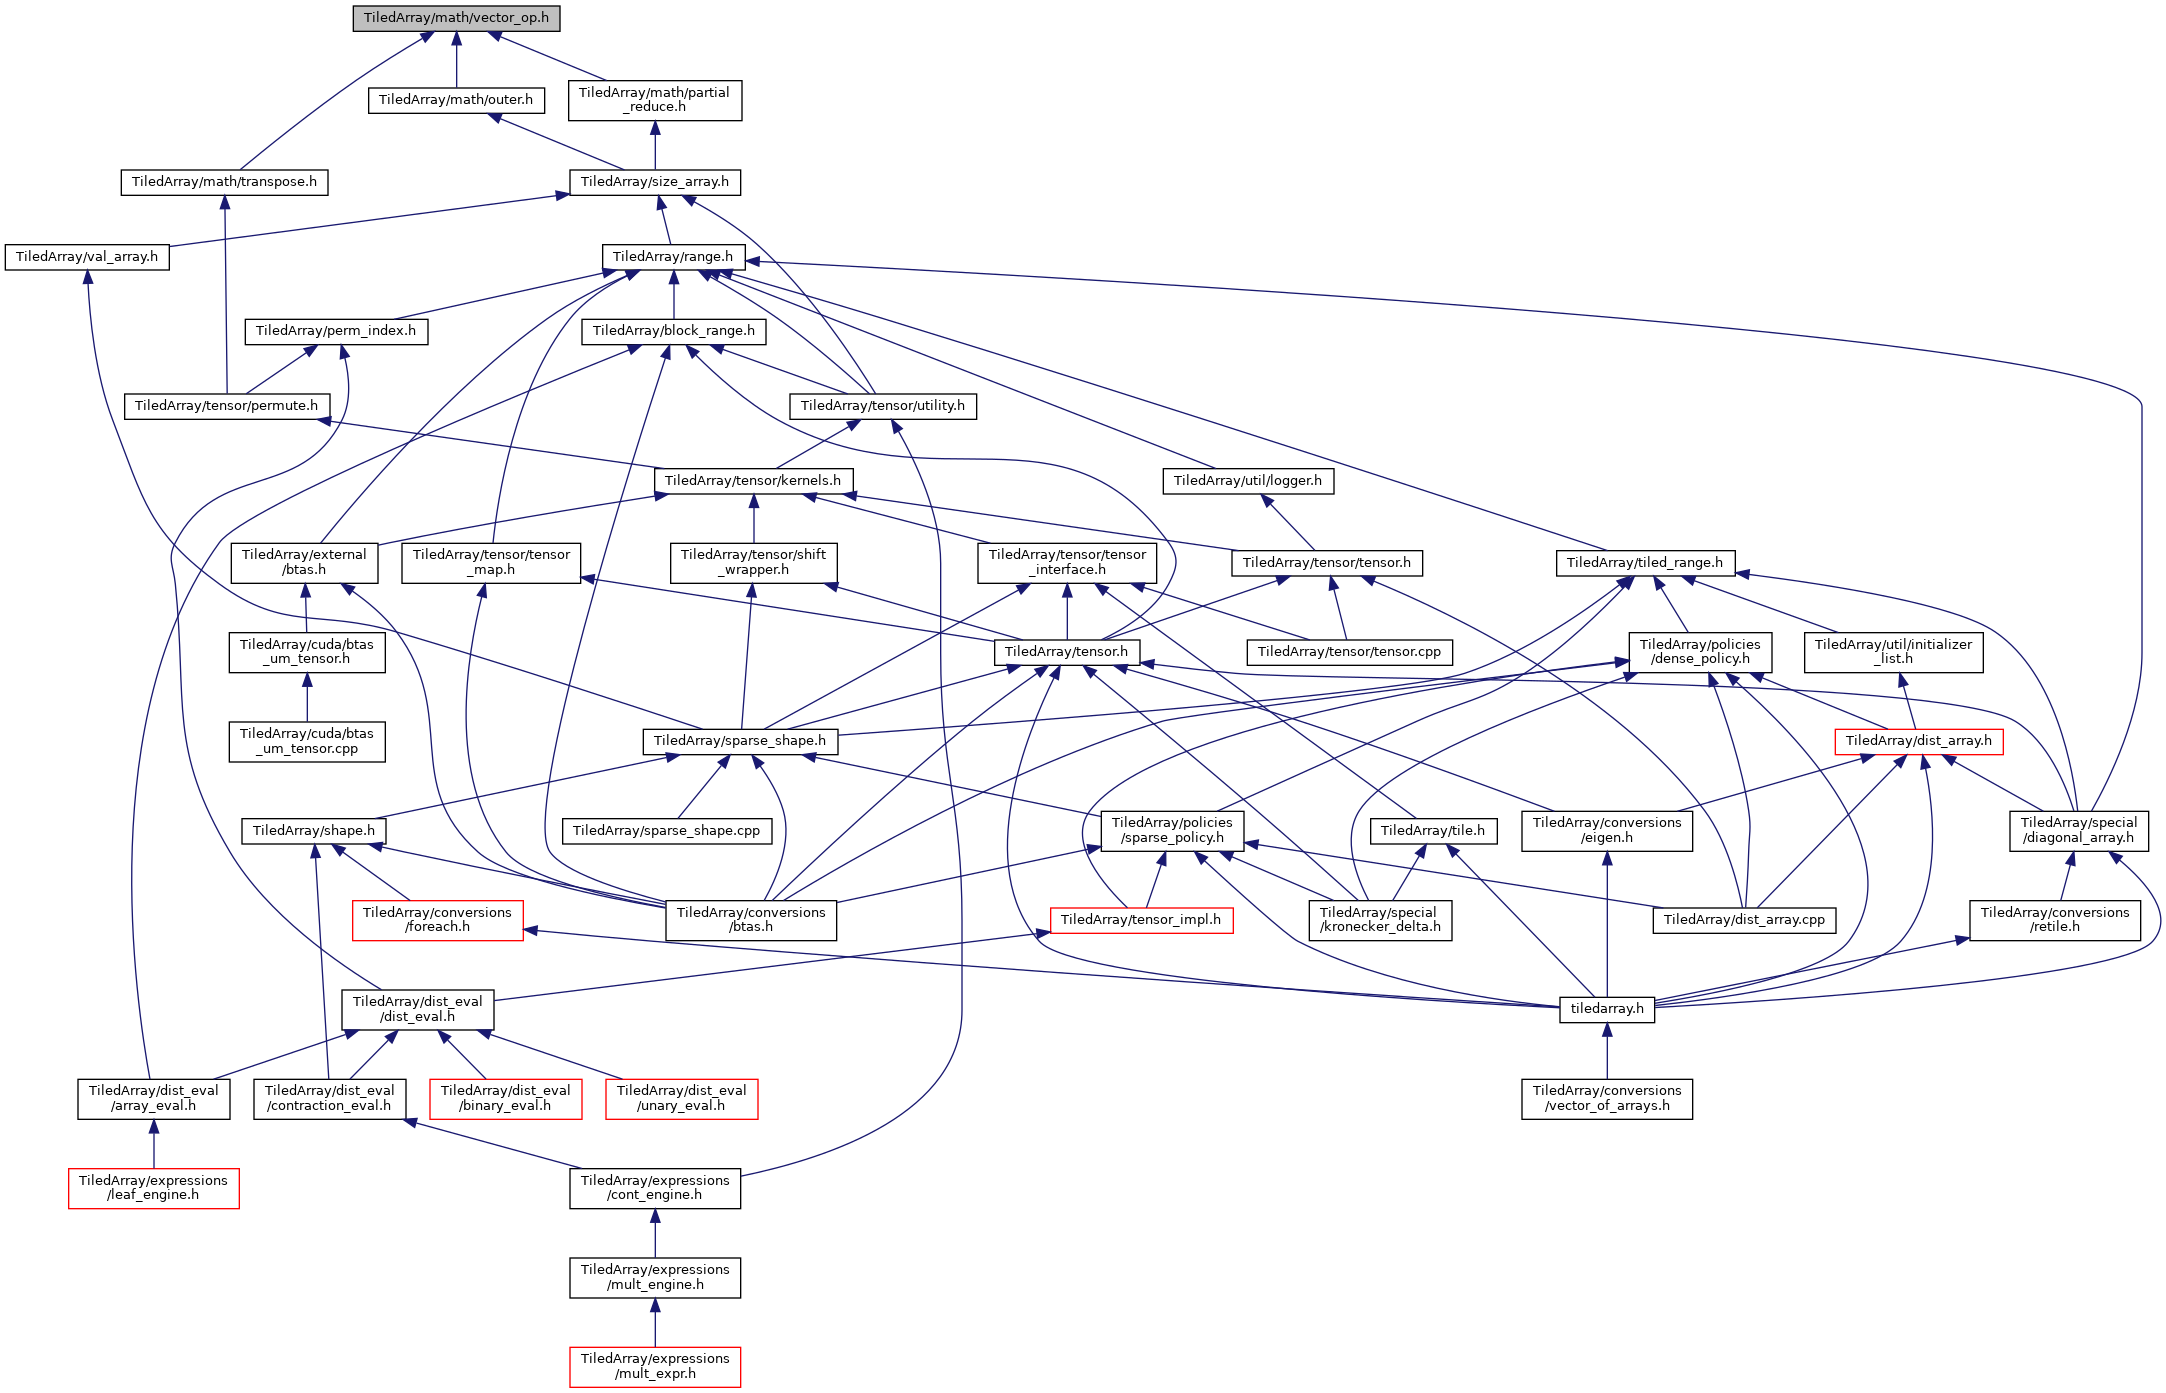 TiledArray/math/vector_op.h
TiledArray/math/outer.h
TiledArray/math/partial
_reduce.h
TiledArray/math/transpose.h
TiledArray/size_array.h
TiledArray/val_array.h
TiledArray/range.h
TiledArray/perm_index.h
TiledArray/block_range.h
TiledArray/tensor/permute.h
TiledArray/tensor/utility.h
TiledArray/tensor/kernels.h
TiledArray/util/logger.h
TiledArray/external
/btas.h
TiledArray/tensor/tensor
_map.h
TiledArray/tensor/shift
_wrapper.h
TiledArray/tensor/tensor
_interface.h
TiledArray/tensor/tensor.h
TiledArray/tiled_range.h
TiledArray/cuda/btas
_um_tensor.h
TiledArray/tensor.h
TiledArray/tensor/tensor.cpp
TiledArray/policies
/dense_policy.h
TiledArray/util/initializer
_list.h
TiledArray/cuda/btas
_um_tensor.cpp
TiledArray/sparse_shape.h
TiledArray/dist_array.h
TiledArray/shape.h
TiledArray/sparse_shape.cpp
TiledArray/policies
/sparse_policy.h
TiledArray/tile.h
TiledArray/conversions
/eigen.h
TiledArray/special
/diagonal_array.h
TiledArray/conversions
/foreach.h
TiledArray/conversions
/btas.h
TiledArray/tensor_impl.h
TiledArray/special
/kronecker_delta.h
TiledArray/dist_array.cpp
TiledArray/conversions
/retile.h
TiledArray/dist_eval
/dist_eval.h
tiledarray.h
TiledArray/dist_eval
/array_eval.h
TiledArray/dist_eval
/contraction_eval.h
TiledArray/dist_eval
/binary_eval.h
TiledArray/dist_eval
/unary_eval.h
TiledArray/conversions
/vector_of_arrays.h
TiledArray/expressions
/leaf_engine.h
TiledArray/expressions
/cont_engine.h
TiledArray/expressions
/mult_engine.h
TiledArray/expressions
/mult_expr.h